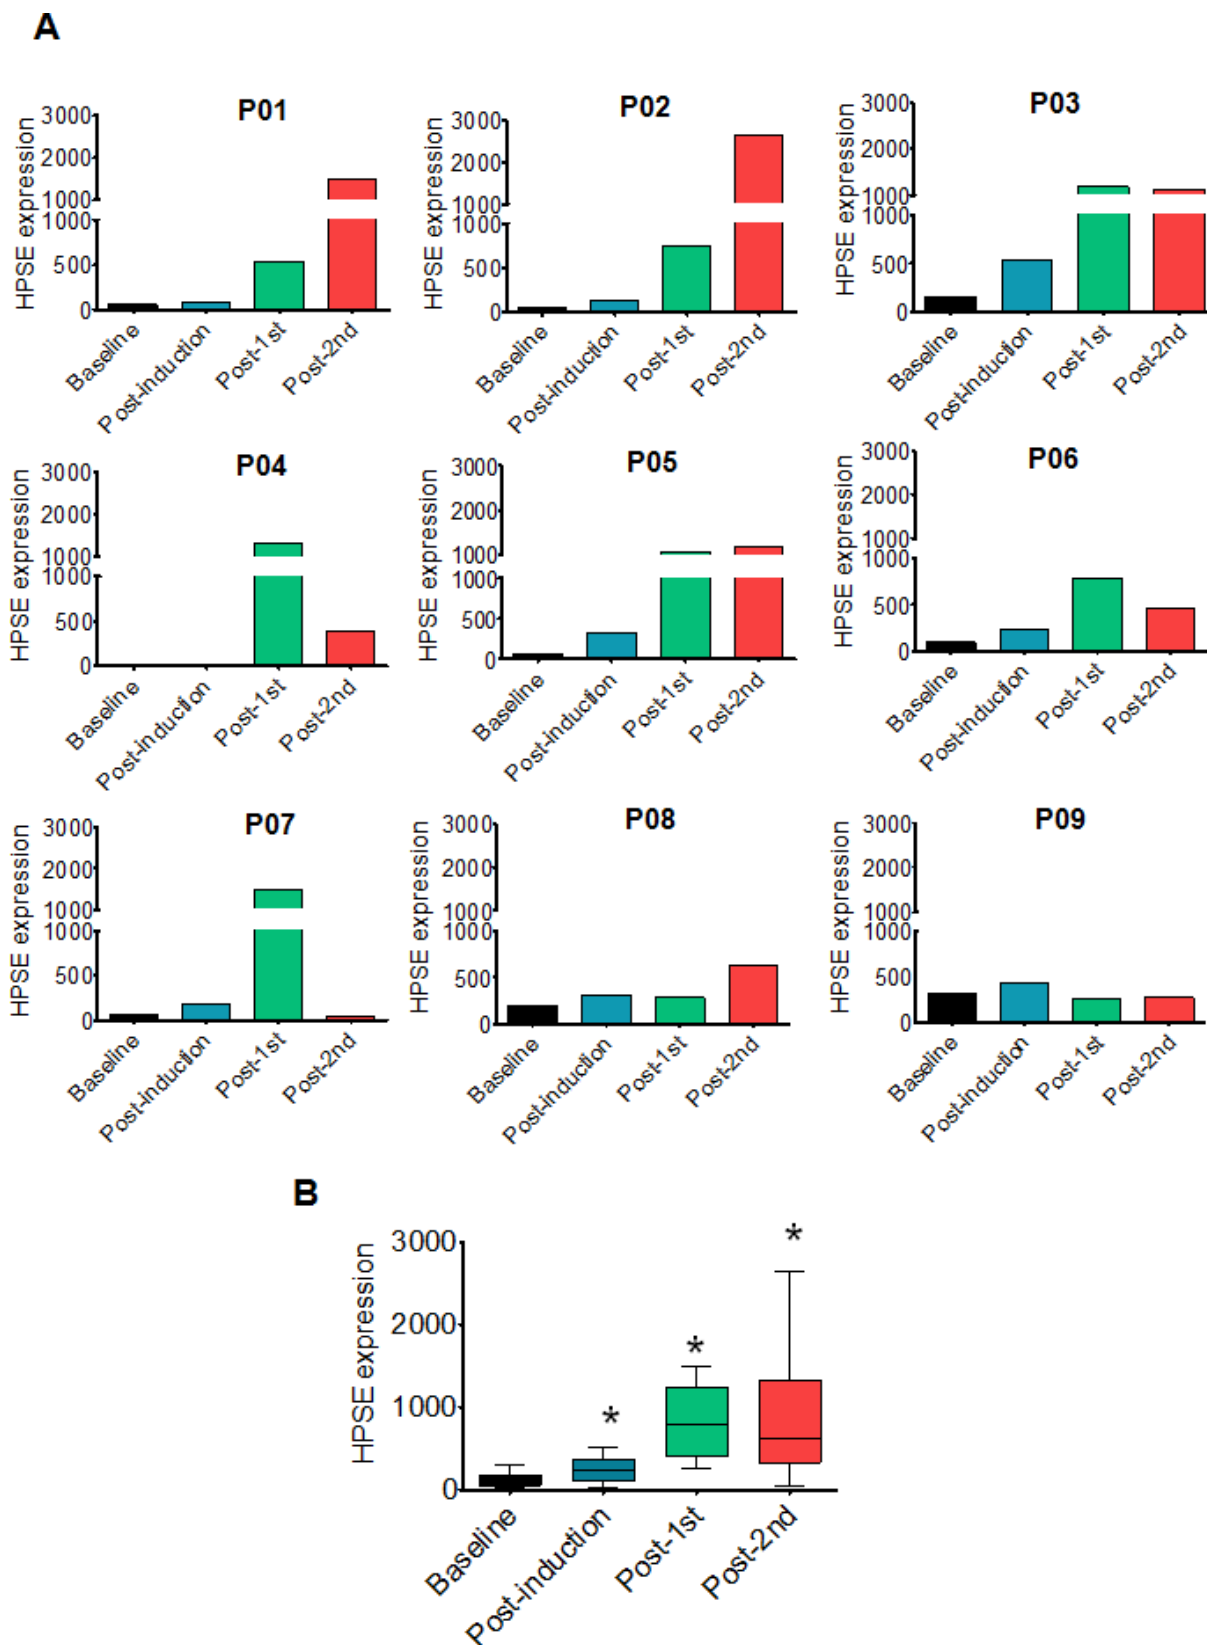 A
P01
HPSE expression
3000
2000
1000
1000
500
0
Baseline
Post-induction
Post-1st
Post-2nd
P02
HPSE expression
3000
2000
1000
1000
500
0
Baseline
Post-induction
Post-1st
Post-2nd
P03
HPSE expression
3000
2000
1000
1000
500
0
Baseline
Post-induction
Post-1st
Post-2nd
P04
HPSE expression
3000
2000
1000
1000
500
0
Baseline
Post-induction
Post-1st
Post-2nd
P05
HPSE expression
3000
2000
1000
1000
500
0
Baseline
Post-induction
Post-1st
Post-2nd
P06
HPSE expression
3000
2000
1000
1000
500
0
Baseline
Post-induction
Post-1st
Post-2nd
P07
HPSE expression
3000
2000
1000
1000
500
0
Baseline
Post-induction
Post-1st
Post-2nd
P08
HPSE expression
3000
2000
1000
1000
500
0
Baseline
Post-induction
Post-1st
Post-2nd
P09
HPSE expression
3000
2000
1000
1000
500
0
Baseline
Post-induction
Post-1st
Post-2nd
B
HPSE expression
3000
2000
1000
0
*
*
*
Baseline
Post-induction
Post-1st
Post-2nd